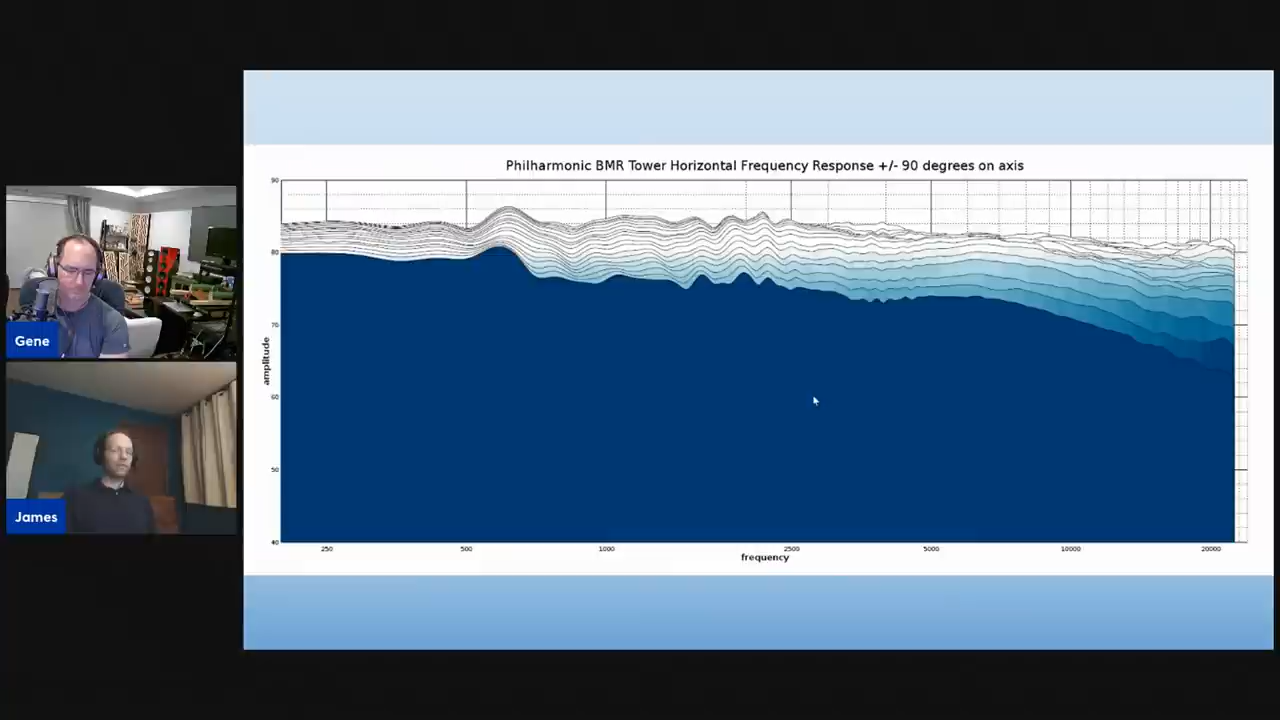 Philharmonic BMR Tower Horizontal Frequency Response +/- 90 degrees on axis
90
80
70
60
50
40
amplitude
250 500 1000 2500 5000 10000 20000
frequency
Gene
James